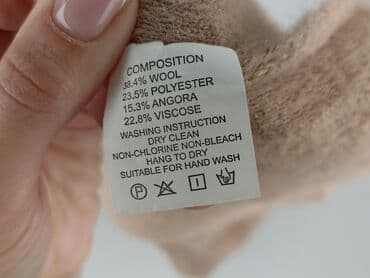 COMPOSITION
38.4% WOOL
23.5% POLYESTER
15.3% ANGORA
22.8% VISCOSE
WASHING INSTRUCTION
DRY CLEAN
NON-CHLORINE NON-BLEACH
HANG TO DRY
SUITABLE FOR HAND WASH
P